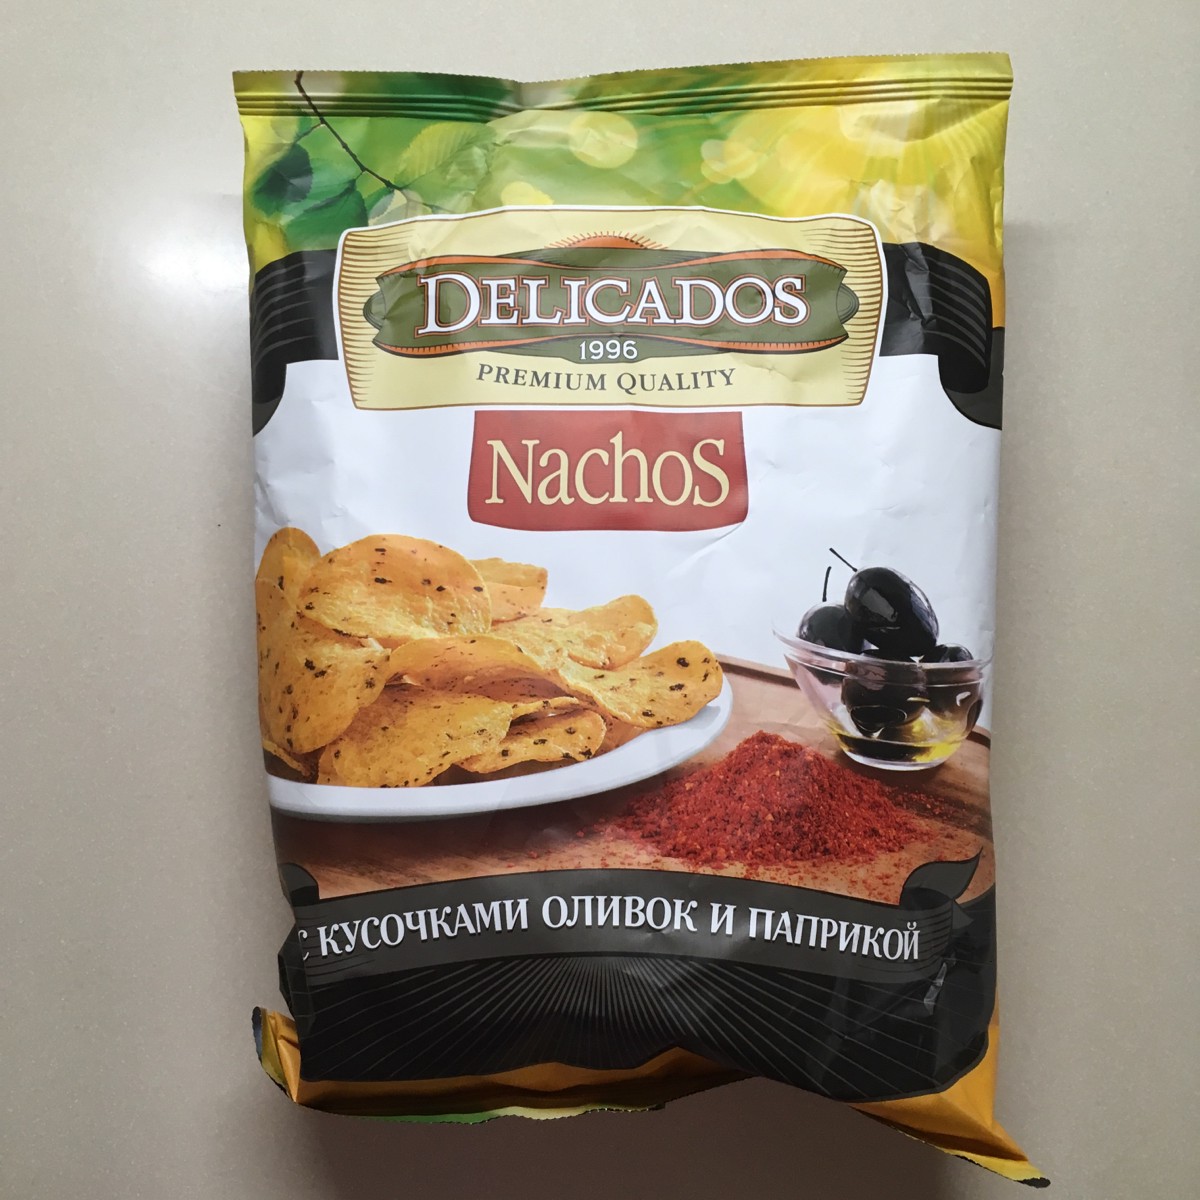 DELICADOS
1996
PREMIUM QUALITY
NachoS
С КУСОЧКАМИ ОЛИВОК И ПАПРИКОЙ